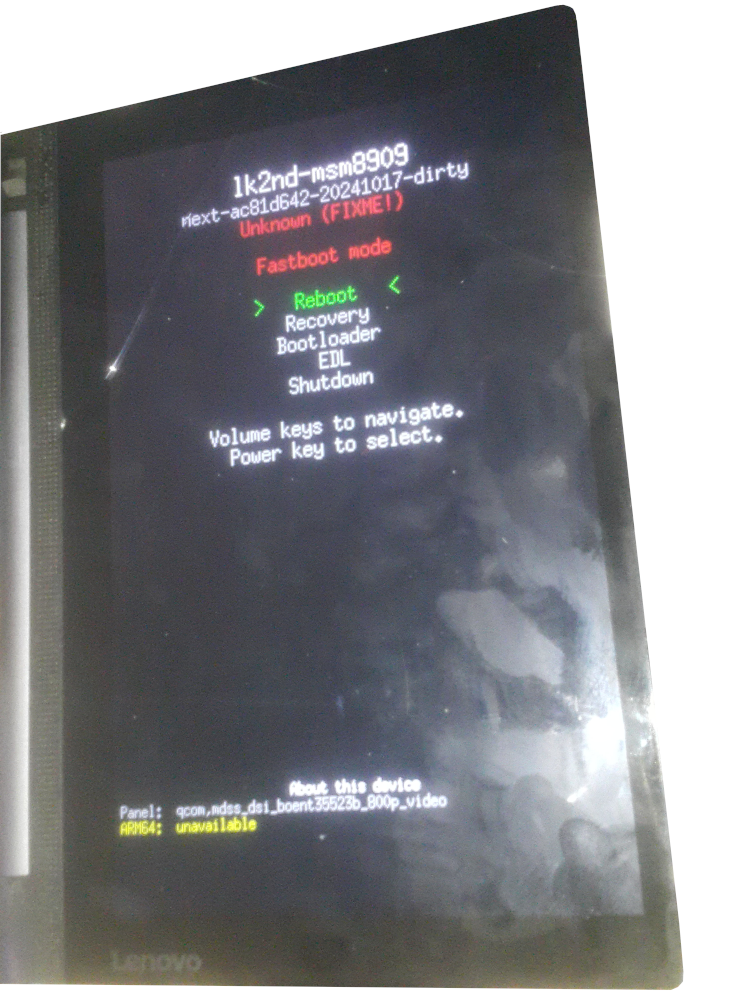 lk2nd-msm8909
next-ac81d642-20241017-dirty
Unknown (FIXME!)
Fastboot mode
> Reboot <
Recovery
Bootloader
EDL
Shutdown
Volume keys to navigate.
Power key to select.
About this device
Panel: qcom,mdss_dsi_boent35523b_800p_video
ARM64: unavailable
Lenovo